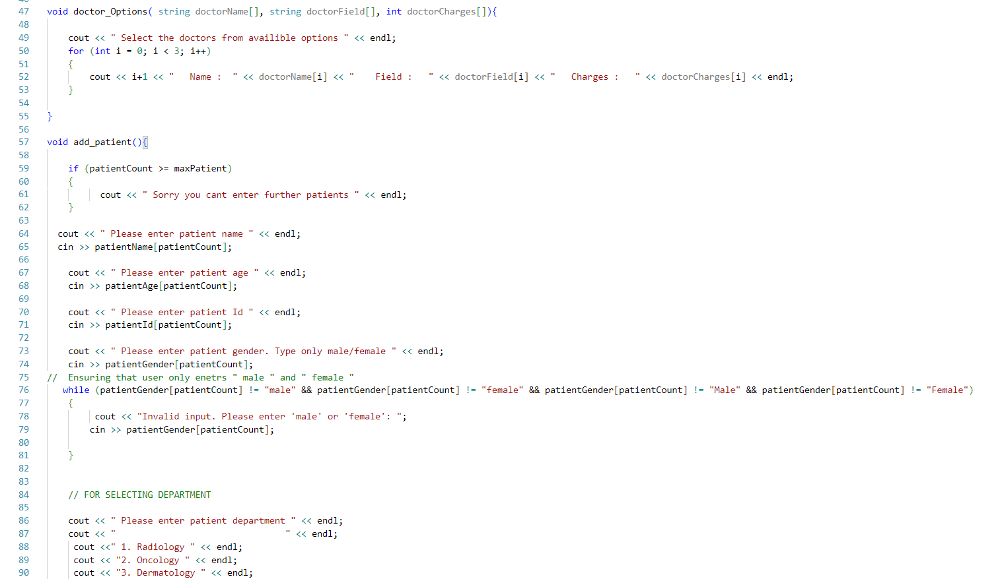 47 void doctor_Options( string doctorName[], string doctorField[], int doctorCharges[]){
48
49 cout << " Select the doctors from availible options " << endl;
50 for (int i = 0; i < 3; i++)
51 {
52 cout << i+1 << "   Name :  " << doctorName[i] << "    Field :   " << doctorField[i] << "   Charges :   " << doctorCharges[i] << endl;
53 }
54
55 }
56
57 void add_patient(){
58
59 if (patientCount >= maxPatient)
60 {
61 cout << " Sorry you cant enter further patients " << endl;
62 }
63
64 cout << " Please enter patient name " << endl;
65 cin >> patientName[patientCount];
66
67 cout << " Please enter patient age " << endl;
68 cin >> patientAge[patientCount];
69
70 cout << " Please enter patient Id " << endl;
71 cin >> patientId[patientCount];
72
73 cout << " Please enter patient gender. Type only male/female " << endl;
74 cin >> patientGender[patientCount];
75 //  Ensuring that user only enetrs " male " and " female "
76 while (patientGender[patientCount] != "male" && patientGender[patientCount] != "female" && patientGender[patientCount] != "Male" && patientGender[patientCount] != "Female")
77 {
78 cout << "Invalid input. Please enter 'male' or 'female': ";
79 cin >> patientGender[patientCount];
80
81 }
82
83
84 // FOR SELECTING DEPARTMENT
85
86 cout << " Please enter patient department " << endl;
87 cout << "                                " << endl;
88 cout <<" 1. Radiology " << endl;
89 cout << "2. Oncology " << endl;
90 cout << "3. Dermatology " << endl;